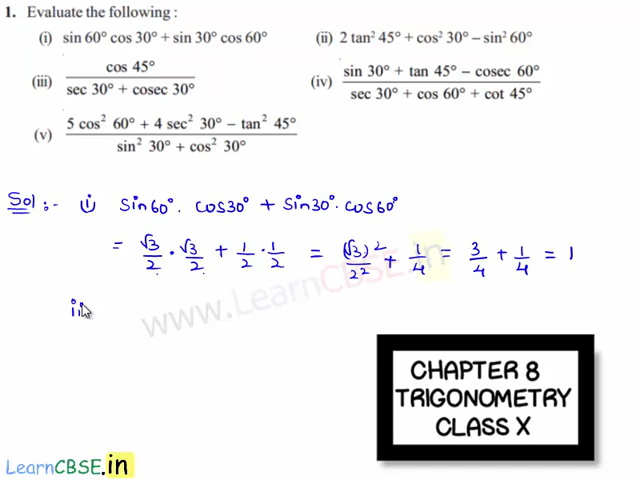 1. Evaluate the following :
(i) sin 60° cos 30° + sin 30° cos 60° (ii) 2 tan² 45° + cos² 30° – sin² 60°
(iii) cos 45° / sec 30° + cosec 30° (iv) sin 30° + tan 45° – cosec 60° / sec 30° + cos 60° + cot 45°
(v) 5 cos² 60° + 4 sec² 30° – tan² 45° / sin² 30° + cos² 30°
Sol:- i) sin60°. cos30° + sin30°. cos60°
= √3/2 . √3/2 + 1/2 . 1/2 = (√3)²/2² + 1/4 = 3/4 + 1/4 = 1
ii
www.LearnCBSE.in
CHAPTER 8
TRIGONOMETRY
CLASS X
LearnCBSE.in